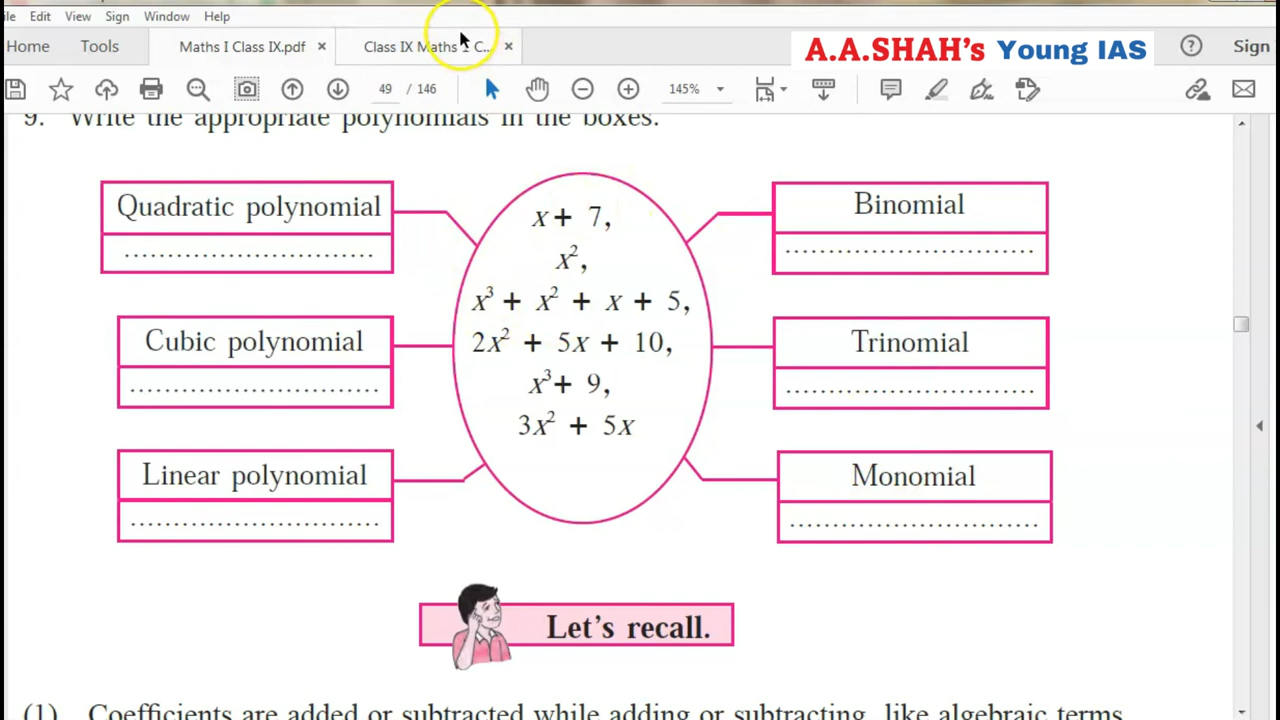 ile Edit View Sign Window Help
Home Tools Maths I Class IX.pdf × Class IX Maths 1 C... × A.A.SHAH's Young IAS Sign
49 / 146 145%
9. Write the appropriate polynomials in the boxes.
Quadratic polynomial
.............................
Cubic polynomial
.............................
Linear polynomial
.............................
x + 7,
x²,
x³ + x² + x + 5,
2x² + 5x + 10,
x³ + 9,
3x² + 5x
Binomial
.............................
Trinomial
.............................
Monomial
.............................
Let's recall.
(1) Coefficients are added or subtracted while adding or subtracting, like algebraic terms